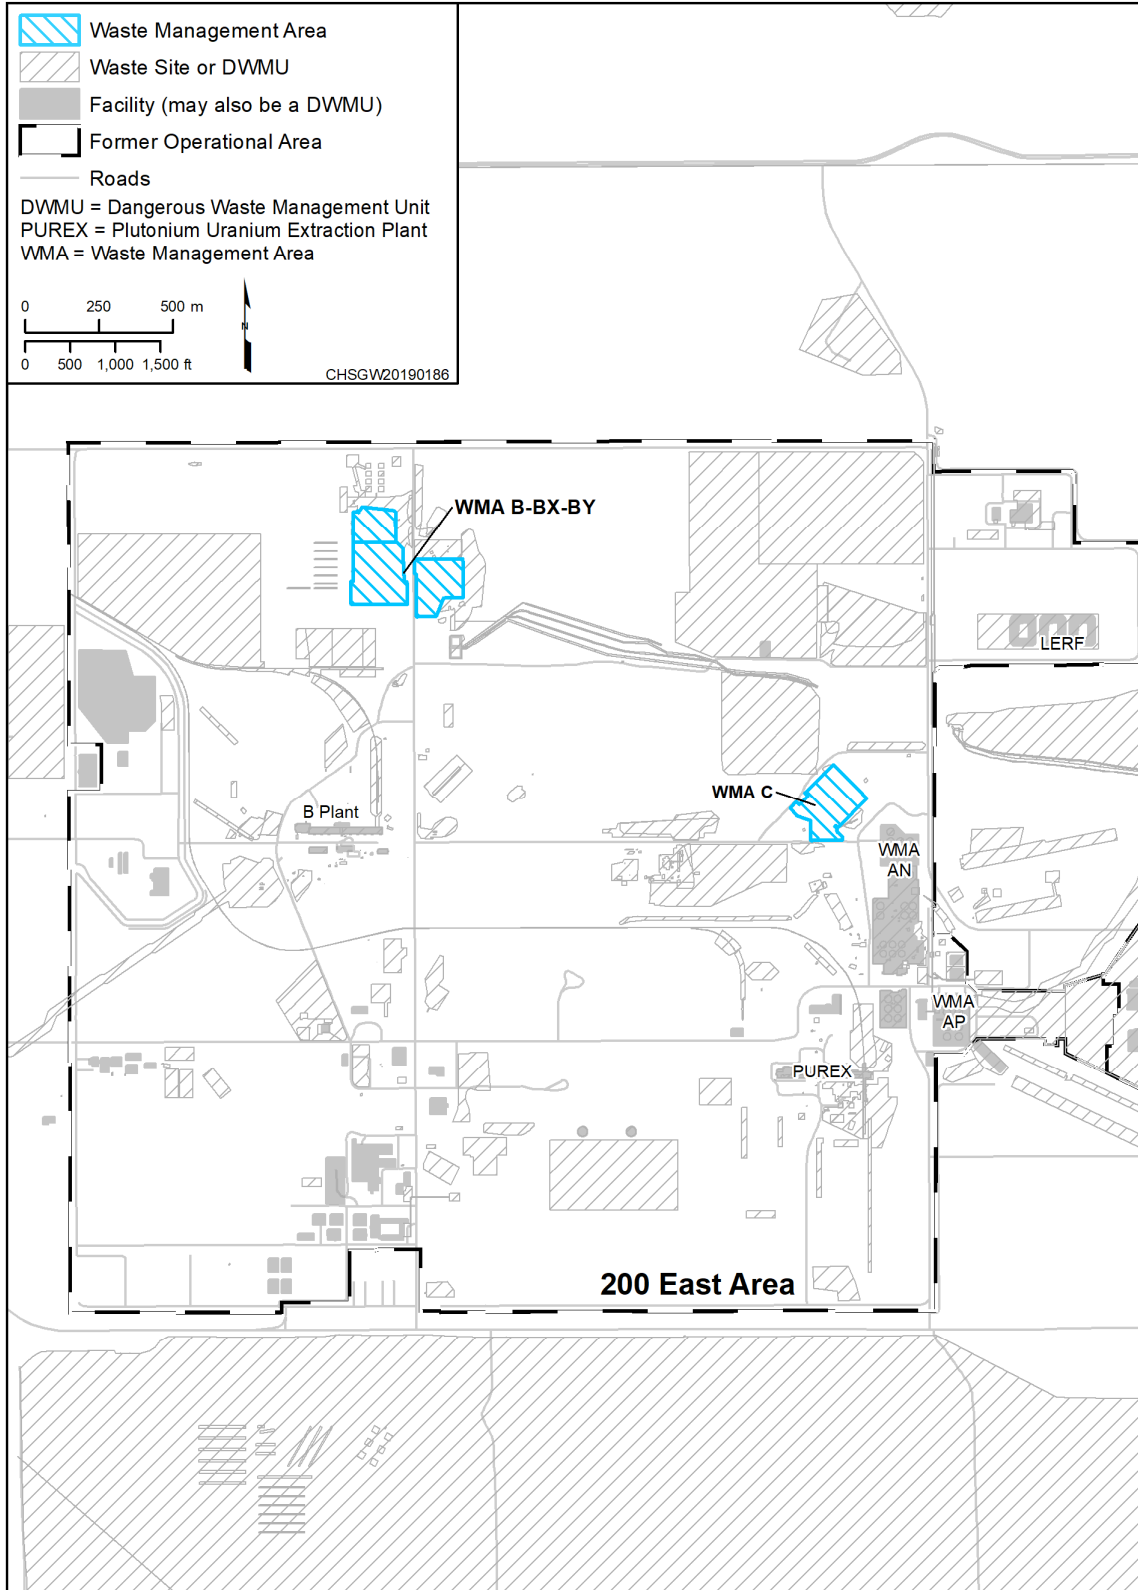 Waste Management Area
Waste Site or DWMU
Facility (may also be a DWMU)
Former Operational Area
Roads
DWMU = Dangerous Waste Management Unit
PUREX = Plutonium Uranium Extraction Plant
WMA = Waste Management Area
0 250 500 m
N
0 500 1,000 1,500 ft
CHSGW20190186
WMA B-BX-BY
LERF
WMA C
B Plant
WMA
AN
WMA
AP
PUREX
200 East Area